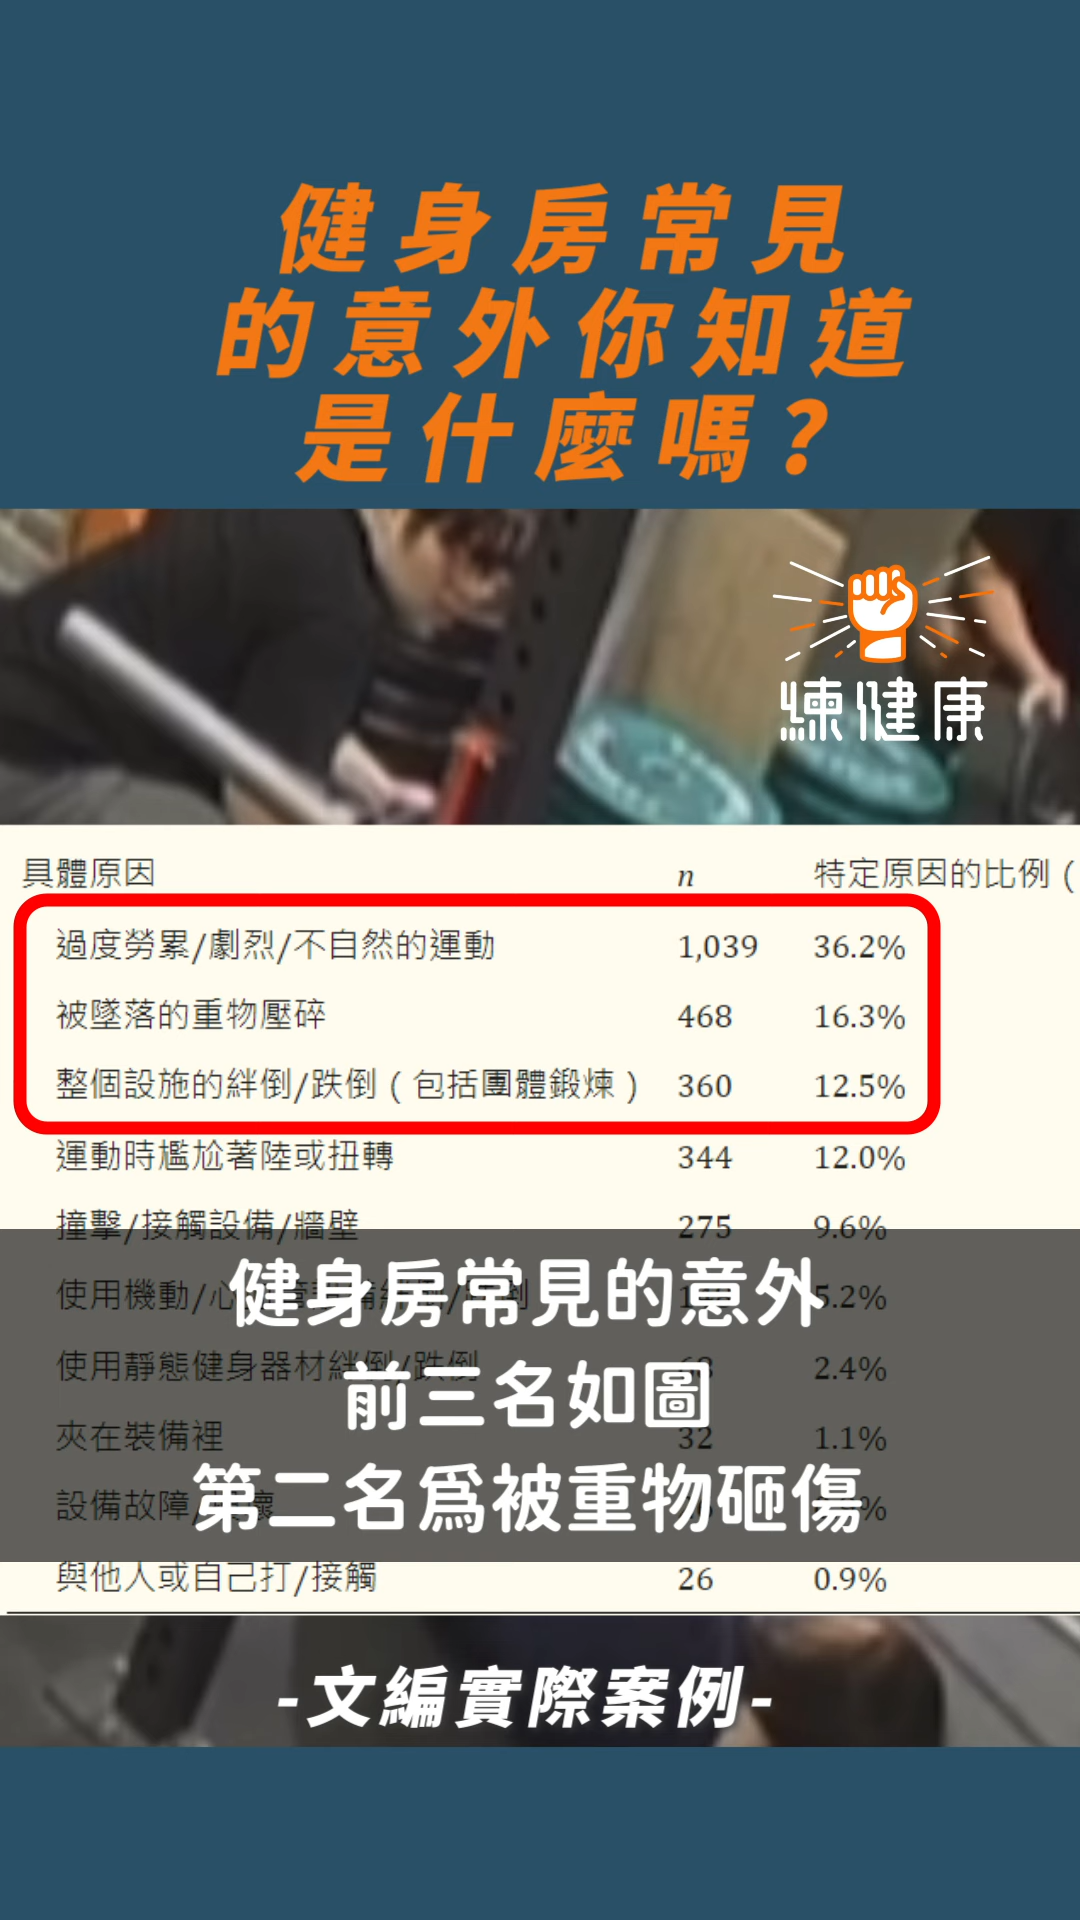 健身房常見
的意外你知道
是什麼嗎?
練健康
具體原因 n 特定原因的比例 (
過度勞累/劇烈/不自然的運動 1,039 36.2%
被墜落的重物壓碎 468 16.3%
整個設施的絆倒/跌倒 ( 包括團體鍛煉 ) 360 12.5%
運動時尷尬著陸或扭轉 344 12.0%
撞擊/接觸設備/牆壁 275 9.6%
使用機動/心 5.2%
健身房常見的意外
使用靜態健身器材絆倒/跌倒 68 2.4%
前三名如圖
夾在裝備裡 32 1.1%
設備故障/
第二名為被重物砸傷
與他人或自己打/接觸 26 0.9%
-文編實際案例-